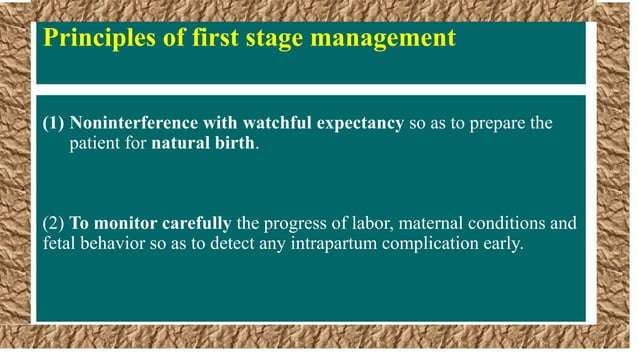 Principles of first stage management
(1) Noninterference with watchful expectancy so as to prepare the
patient for natural birth.
(2) To monitor carefully the progress of labor, maternal conditions and
fetal behavior so as to detect any intrapartum complication early.